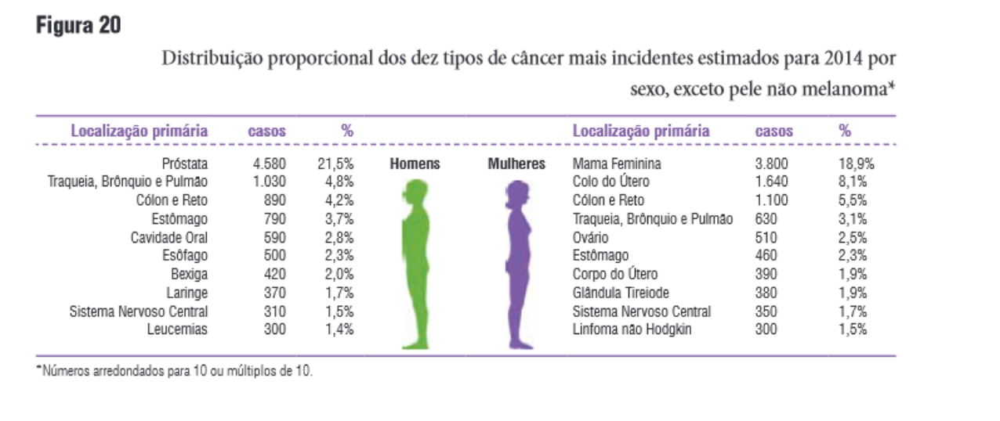 Figura 20
Distribuição proporcional dos dez tipos de câncer mais incidentes estimados para 2014 por
sexo, exceto pele não melanoma*
Localização primária casos % Localização primária casos %
Próstata 4.580 21,5% Homens Mulheres Mama Feminina 3.800 18,9%
Traqueia, Brônquio e Pulmão 1.030 4,8% Colo do Útero 1.640 8,1%
Cólon e Reto 890 4,2% Cólon e Reto 1.100 5,5%
Estômago 790 3,7% Traqueia, Brônquio e Pulmão 630 3,1%
Cavidade Oral 590 2,8% Ovário 510 2,5%
Esôfago 500 2,3% Estômago 460 2,3%
Bexiga 420 2,0% Corpo do Útero 390 1,9%
Laringe 370 1,7% Glândula Tireiode 380 1,9%
Sistema Nervoso Central 310 1,5% Sistema Nervoso Central 350 1,7%
Leucemias 300 1,4% Linfoma não Hodgkin 300 1,5%
*Números arredondados para 10 ou múltiplos de 10.